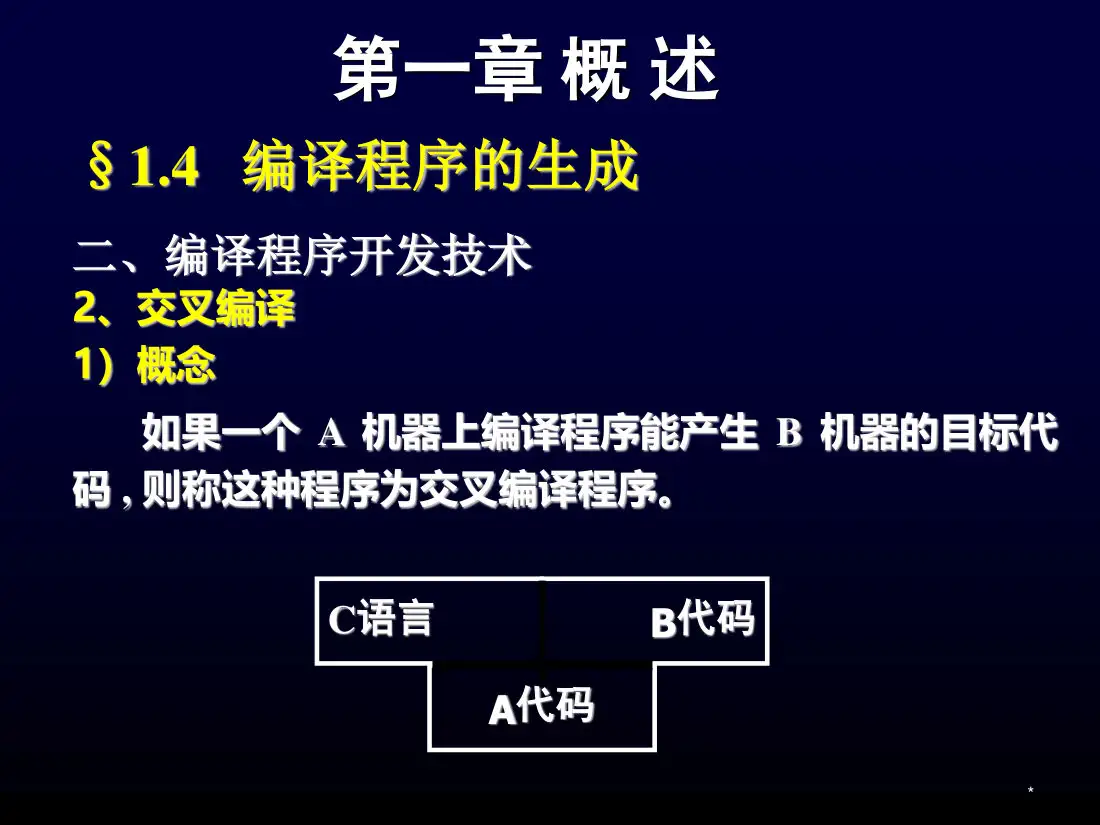 第一章 概 述
§1.4 编译程序的生成
二、编译程序开发技术
2、交叉编译
1）概念
如果一个 A 机器上编译程序能产生 B 机器的目标代
码，则称这种程序为交叉编译程序。
C语言 B代码
A代码
*